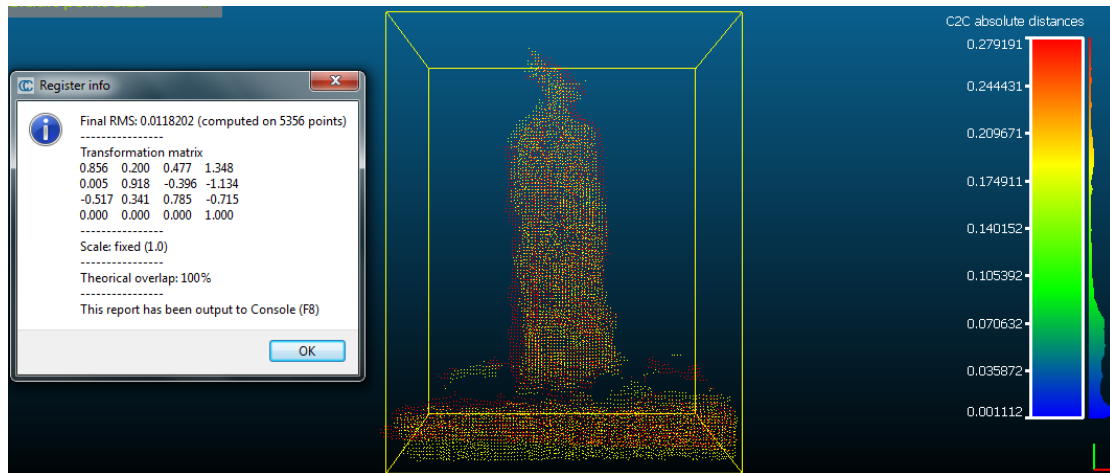 Register info
Final RMS: 0.0118202 (computed on 5356 points)
----------------
Transformation matrix
0.856 0.200 0.477 1.348
0.005 0.918 -0.396 -1.134
-0.517 0.341 0.785 -0.715
0.000 0.000 0.000 1.000
----------------
Scale: fixed (1.0)
----------------
Theorical overlap: 100%
----------------
This report has been output to Console (F8)
OK
C2C absolute distances
0.279191
0.244431
0.209671
0.174911
0.140152
0.105392
0.070632
0.035872
0.001112